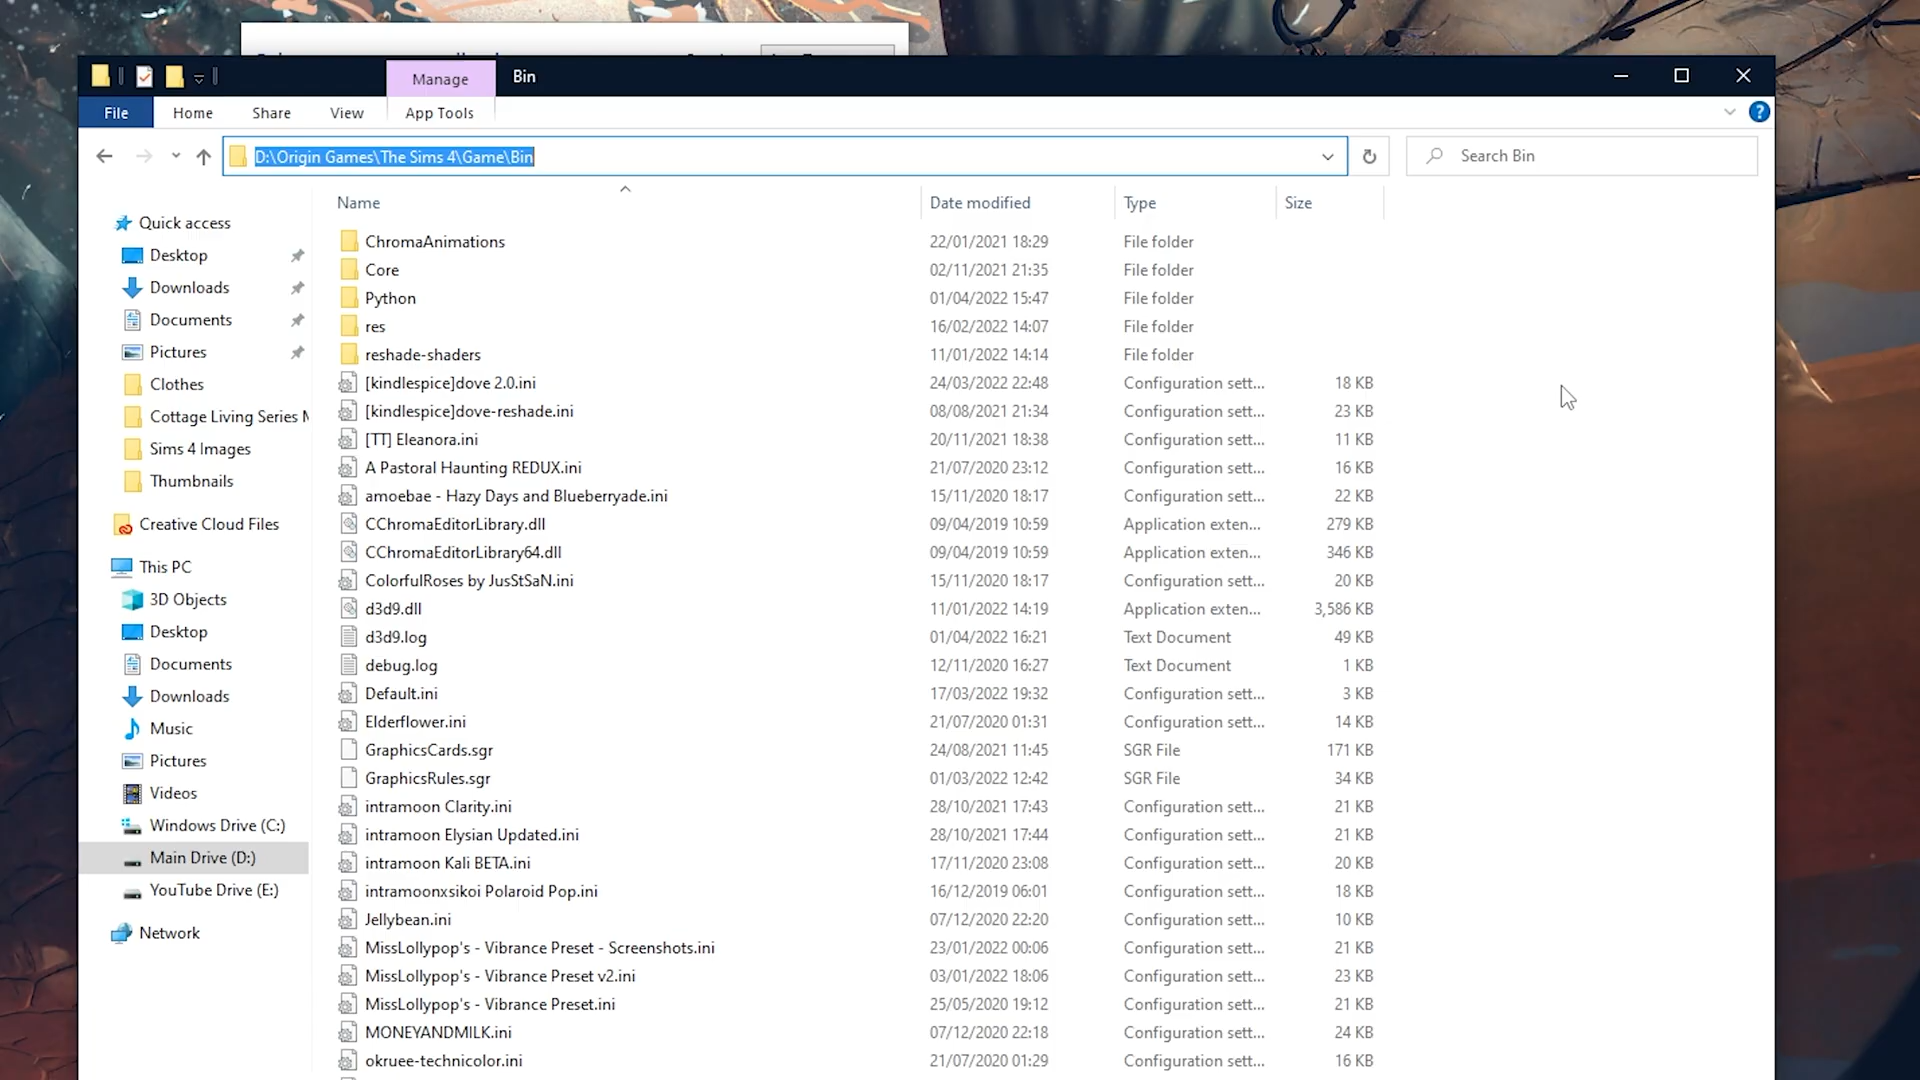 Manage
Bin
File
Home
Share
View
App Tools
D:\Origin Games\The Sims 4\Game\Bin
Search Bin
Name
Date modified
Type
Size
Quick access
Desktop
Downloads
Documents
Pictures
Clothes
Cottage Living Series
Sims 4 Images
Thumbnails
Creative Cloud Files
This PC
3D Objects
Desktop
Documents
Downloads
Music
Pictures
Videos
Windows Drive (C:)
Main Drive (D:)
YouTube Drive (E:)
Network
ChromaAnimations 22/01/2021 18:29 File folder
Core 02/11/2021 21:35 File folder
Python 01/04/2022 15:47 File folder
res 16/02/2022 14:07 File folder
reshade-shaders 11/01/2022 14:14 File folder
[kindlespice]dove 2.0.ini 24/03/2022 22:48 Configuration sett... 18 KB
[kindlespice]dove-reshade.ini 08/08/2021 21:34 Configuration sett... 23 KB
[TT] Eleanora.ini 20/11/2021 18:38 Configuration sett... 11 KB
A Pastoral Haunting REDUX.ini 21/07/2020 23:12 Configuration sett... 16 KB
amoebae - Hazy Days and Blueberryade.ini 15/11/2020 18:17 Configuration sett... 22 KB
CChromaEditorLibrary.dll 09/04/2019 10:59 Application exten... 279 KB
CChromaEditorLibrary64.dll 09/04/2019 10:59 Application exten... 346 KB
ColorfulRoses by JusStSaN.ini 15/11/2020 18:17 Configuration sett... 20 KB
d3d9.dll 11/01/2022 14:19 Application exten... 3,586 KB
d3d9.log 01/04/2022 16:21 Text Document 49 KB
debug.log 12/11/2020 16:27 Text Document 1 KB
Default.ini 17/03/2022 19:32 Configuration sett... 3 KB
Elderflower.ini 21/07/2020 01:31 Configuration sett... 14 KB
GraphicsCards.sgr 24/08/2021 11:45 SGR File 171 KB
GraphicsRules.sgr 01/03/2022 12:42 SGR File 34 KB
intramoon Clarity.ini 28/10/2021 17:43 Configuration sett... 21 KB
intramoon Elysian Updated.ini 28/10/2021 17:44 Configuration sett... 21 KB
intramoon Kali BETA.ini 17/11/2020 23:08 Configuration sett... 20 KB
intramoonxsikoi Polaroid Pop.ini 16/12/2019 06:01 Configuration sett... 18 KB
Jellybean.ini 07/12/2020 22:20 Configuration sett... 10 KB
MissLollypop's - Vibrance Preset - Screenshots.ini 23/01/2022 00:06 Configuration sett... 21 KB
MissLollypop's - Vibrance Preset v2.ini 03/01/2022 18:06 Configuration sett... 23 KB
MissLollypop's - Vibrance Preset.ini 25/05/2020 19:12 Configuration sett... 21 KB
MONEYANDMILK.ini 07/12/2020 22:18 Configuration sett... 24 KB
okruee-technicolor.ini 21/07/2020 01:29 Configuration sett... 16 KB